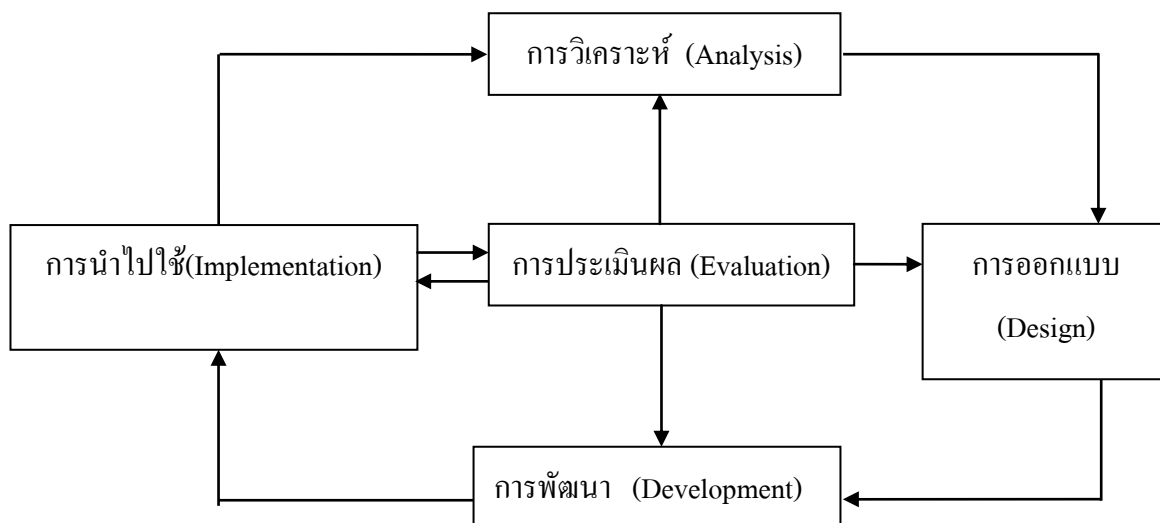 การวิเคราะห์ (Analysis)
การนำไปใช้(Implementation)
การประเมินผล (Evaluation)
การออกแบบ
(Design)
การพัฒนา (Development)